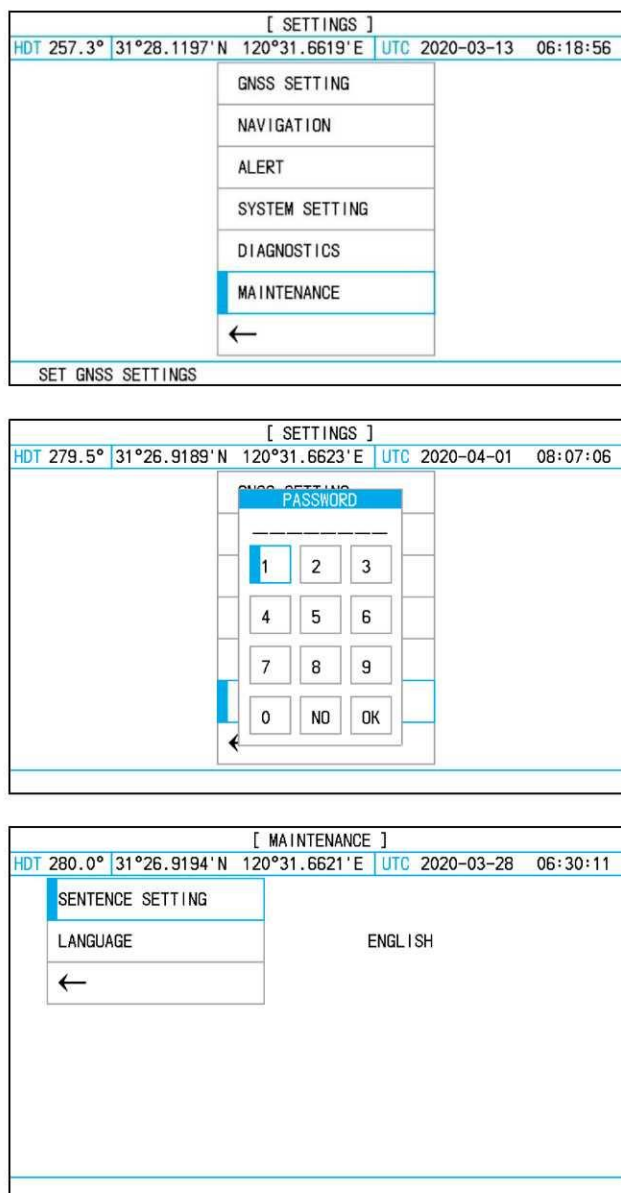 [ SETTINGS ]
HDT 257.3° 31°28.1197'N 120°31.6619'E UTC 2020-03-13 06:18:56
GNSS SETTING
NAVIGATION
ALERT
SYSTEM SETTING
DIAGNOSTICS
MAINTENANCE
←
SET GNSS SETTINGS
[ SETTINGS ]
HDT 279.5° 31°26.9189'N 120°31.6623'E UTC 2020-04-01 08:07:06
GNSS SETTING
PASSWORD
________
1 2 3
4 5 6
7 8 9
0 NO OK
←
[ MAINTENANCE ]
HDT 280.0° 31°26.9194'N 120°31.6621'E UTC 2020-03-28 06:30:11
SENTENCE SETTING
LANGUAGE ENGLISH
←